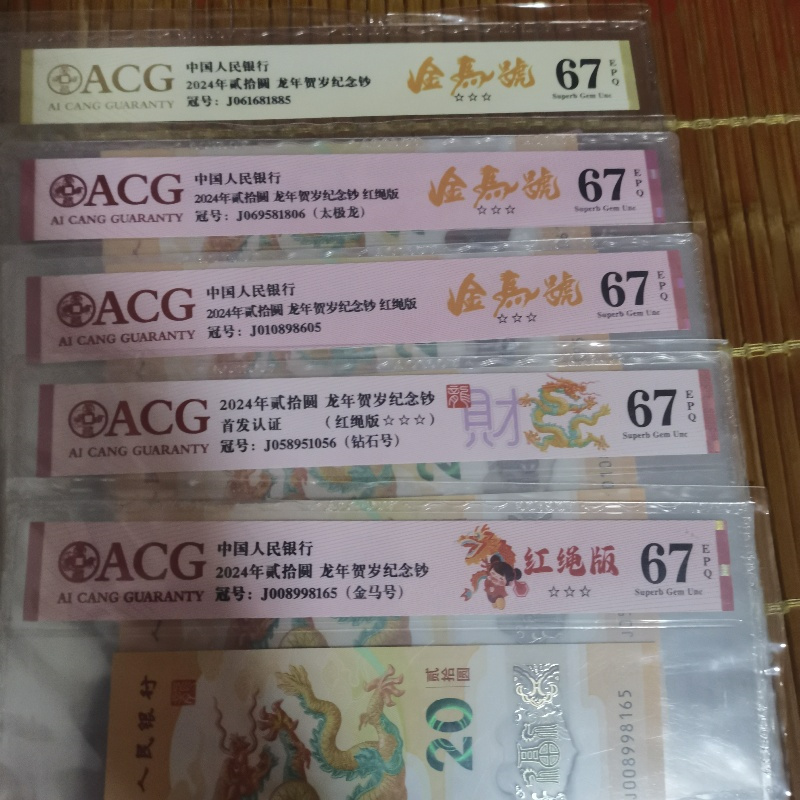 ACG
AI CANG GUARANTY
中国人民银行
2024年贰拾圆 龙年贺岁纪念钞
冠号：J061681885
金马號
☆☆☆
67
EPQ
Superb Gem Unc
ACG
AI CANG GUARANTY
中国人民银行
2024年贰拾圆 龙年贺岁纪念钞 红绳版
冠号：J069581806（太极龙）
金马號
☆☆☆
67
EPQ
Superb Gem Unc
ACG
AI CANG GUARANTY
中国人民银行
2024年贰拾圆 龙年贺岁纪念钞 红绳版
冠号：J010898605
金马號
☆☆☆
67
EPQ
Superb Gem Unc
ACG
AI CANG GUARANTY
2024年贰拾圆 龙年贺岁纪念钞
首发认证 （红绳版☆☆☆）
冠号：J058951056（钻石号）
龍
財
67
EPQ
Superb Gem Unc
ACG
AI CANG GUARANTY
中国人民银行
2024年贰拾圆 龙年贺岁纪念钞
冠号：J008998165（金马号）
红绳版
☆☆☆
67
EPQ
Superb Gem Unc
人民银行
贰拾圆
20
J008998165